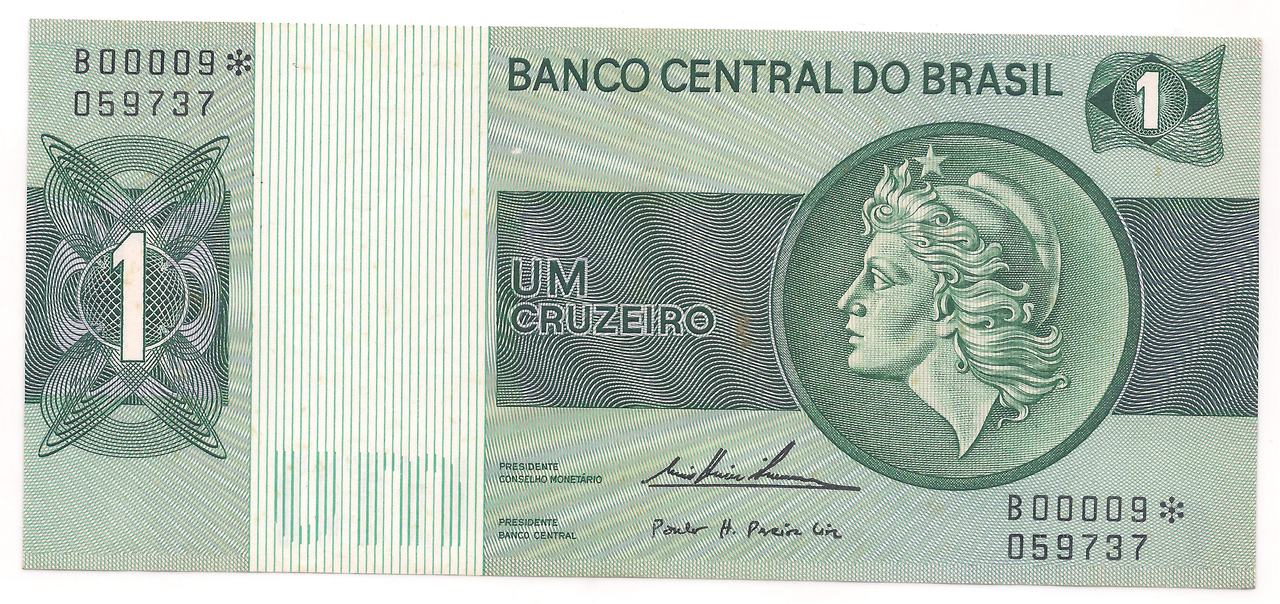 B00009*
059737
BANCO CENTRAL DO BRASIL
1
1
UM
CRUZEIRO
PRESIDENTE
CONSELHO MONETÁRIO
PRESIDENTE
BANCO CENTRAL
Paulo H. Pereira Lira
B00009*
059737